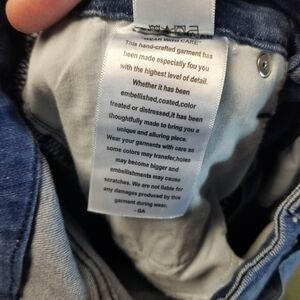 WEAR WITH CARE
This hand-crafted garment has
been made especially fou you
with the highest level of detail.
Whether it has been
embellished,coated,color
treated or distressed,it has been
thoughtfully made to bring you a
unique and alluring piece.
Wear your garments with care as
some colors may transfer,holes
may become bigger and
embellishments may cause
scratches. We are not liable for
any damages produced by this
garment during wear.
- GA